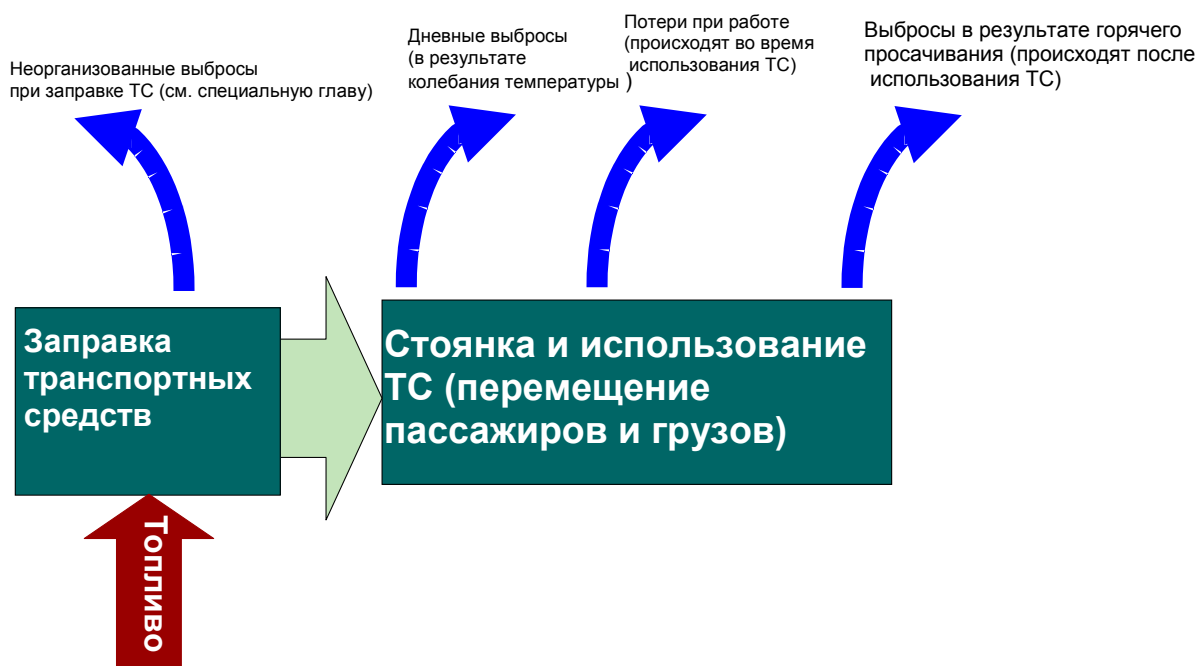 Неорганизованные выбросы
при заправке ТС (см. специальную главу)
Дневные выбросы
(в результате
колебания температуры )
Потери при работе
(происходят во время
использования ТС)
Выбросы в результате горячего
просачивания (происходят после
использования ТС)
Заправка
транспортных
средств
Стоянка и использование
ТС (перемещение
пассажиров и грузов)
Топливо